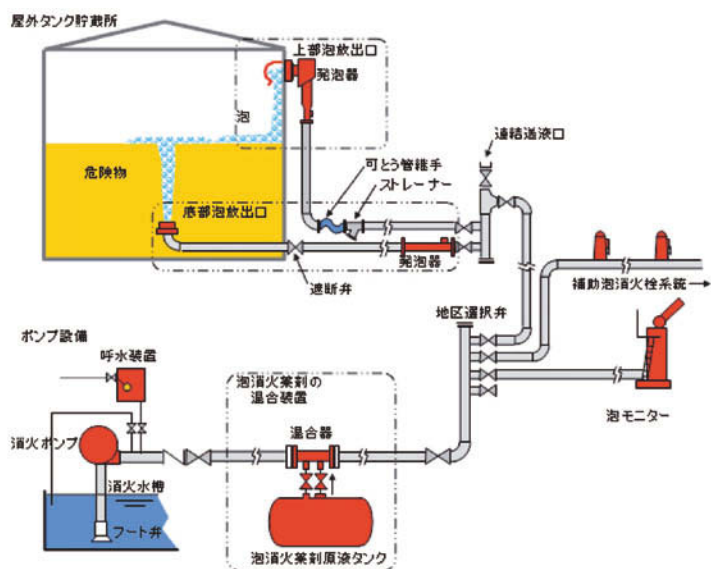 屋外タンク貯蔵所
上部泡放出口
発泡器
泡
連結送液口
危険物
可とう管継手
ストレーナー
底部泡放出口
発泡器
遮断弁
補助泡消火栓系統
地区選択弁
ポンプ設備
呼水装置
泡消火薬剤の
混合装置
泡モニター
混合器
消火ポンプ
消火水槽
フート弁
泡消火薬剤原液タンク